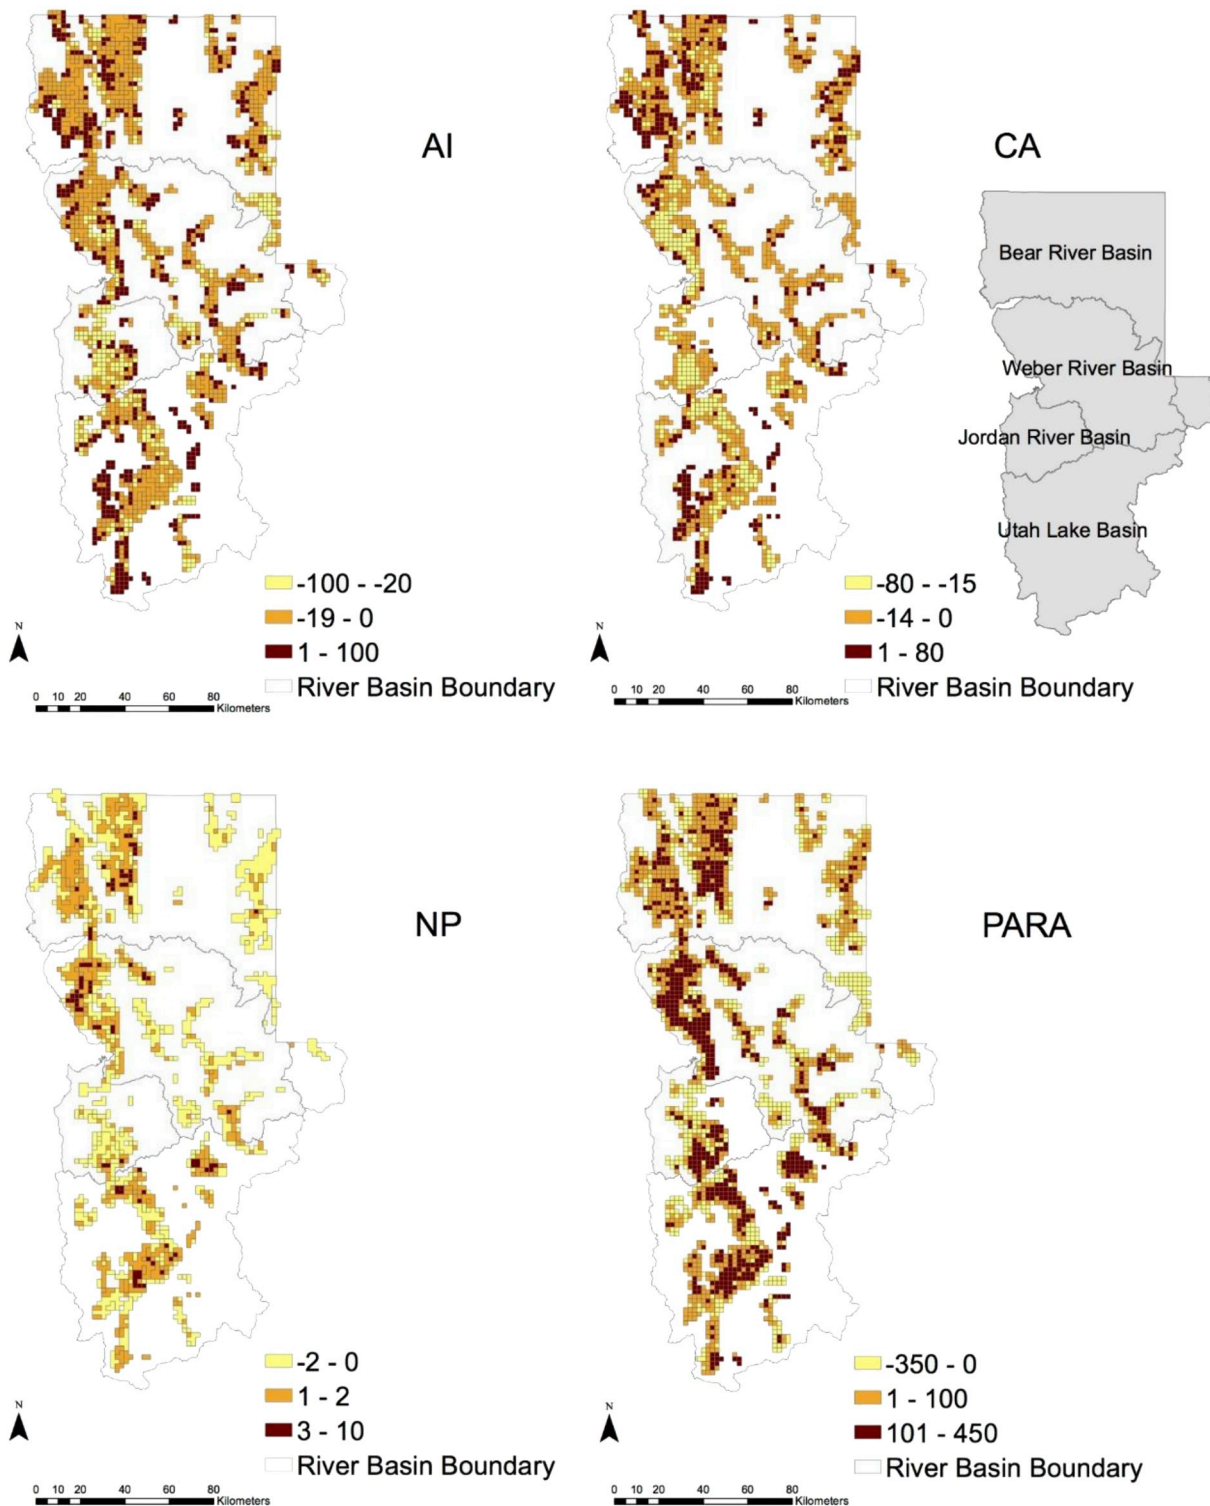 AI
CA
Bear River Basin
Weber River Basin
Jordan River Basin
Utah Lake Basin
-100 - -20
-19 - 0
1 - 100
River Basin Boundary
N
0 10 20 40 60 80
Kilometers
-80 - -15
-14 - 0
1 - 80
River Basin Boundary
N
0 10 20 40 60 80
Kilometers
NP
PARA
-2 - 0
1 - 2
3 - 10
River Basin Boundary
N
0 10 20 40 60 80
Kilometers
-350 - 0
1 - 100
101 - 450
River Basin Boundary
N
0 10 20 40 60 80
Kilometers